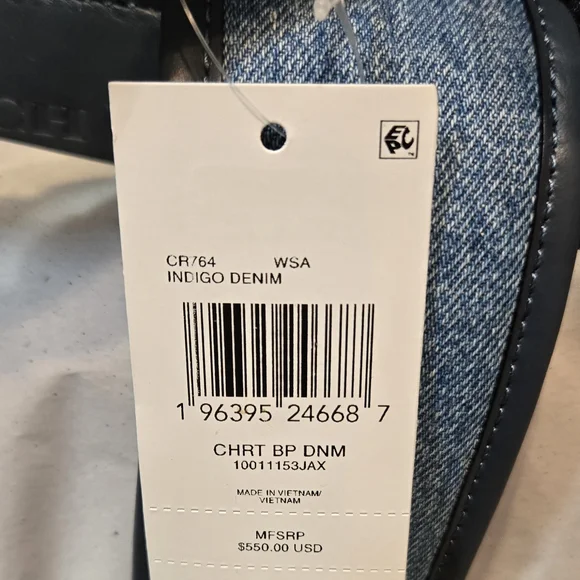 EPC
CR764 WSA
INDIGO DENIM
1 96395 24668 7
CHRT BP DNM
10011153JAX
MADE IN VIETNAM/
VIETNAM
MFSRP
$550.00 USD